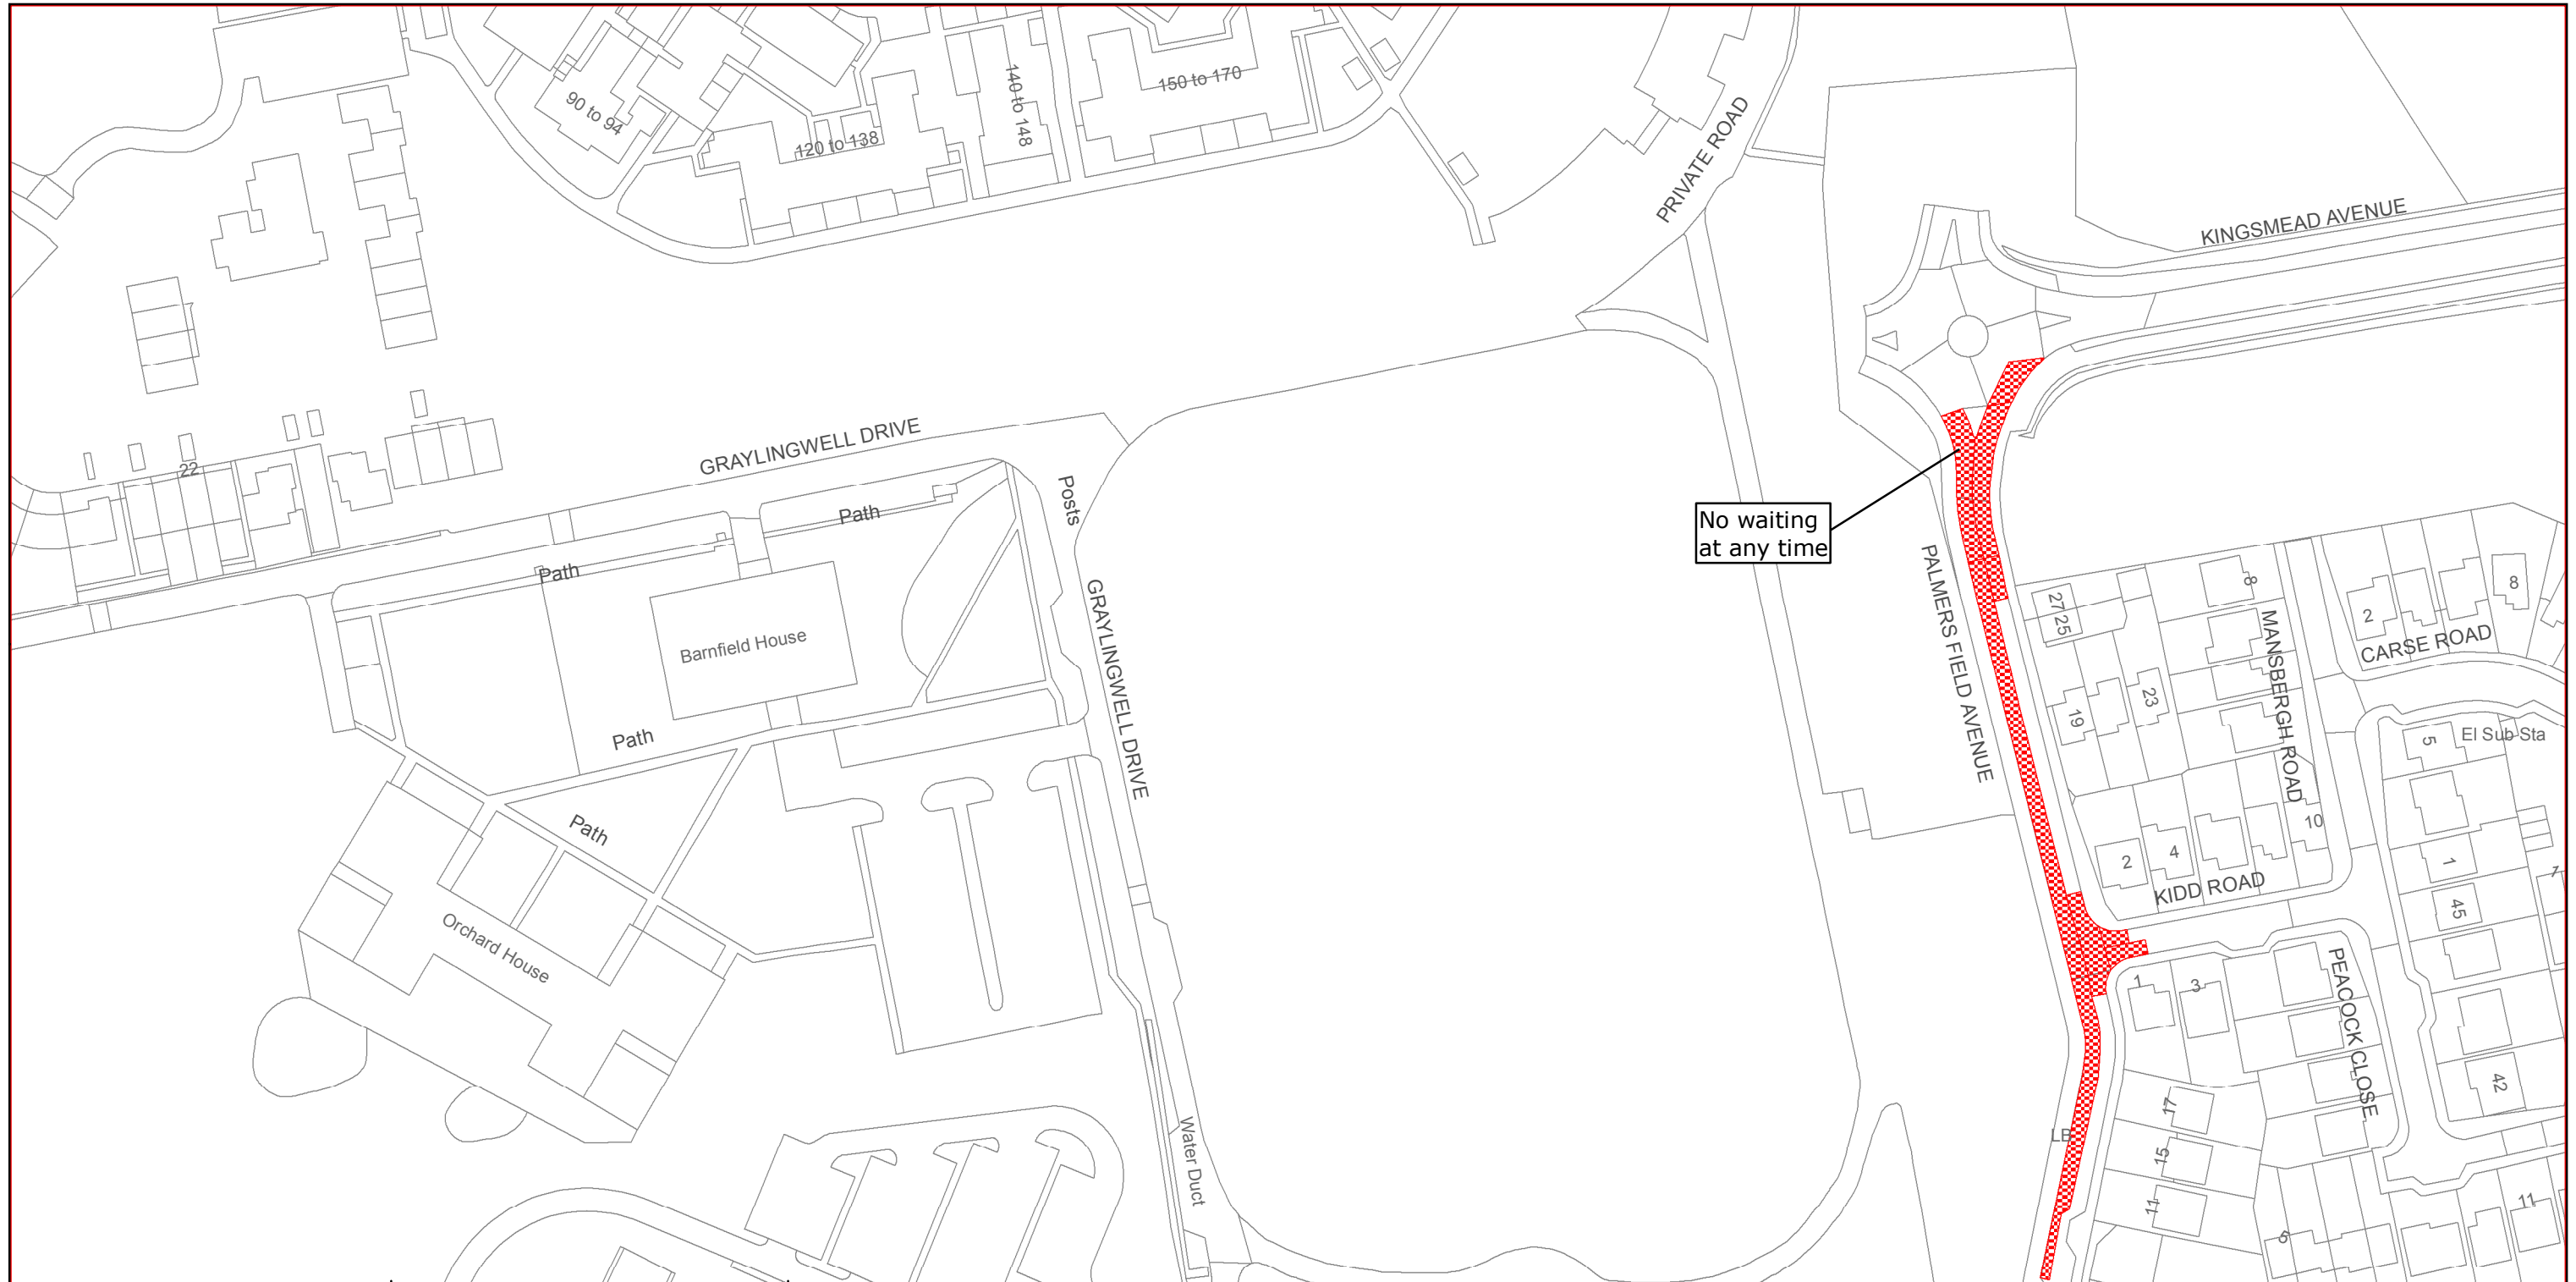 90 to 94
120 to 138
140 to 148
150 to 170
PRIVATE ROAD
KINGSMEAD AVENUE
22
GRAYLINGWELL DRIVE
Posts
Path
Path
No waiting
at any time
PALMERS FIELD AVENUE
GRAYLINGWELL DRIVE
Barnfield House
Path
Path
Orchard House
Water Duct
27
25
8
2
8
CARSE ROAD
MANSBERGH ROAD
19
23
5
El Sub Sta
10
2
4
KIDD ROAD
1
7
45
1
3
PEACOCK CLOSE
42
17
LB
15
11
5
11